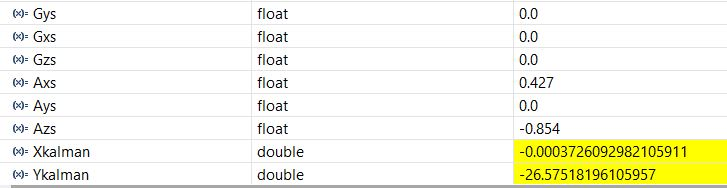 (x)= Gys float 0.0
(x)= Gxs float 0.0
(x)= Gzs float 0.0
(x)= Axs float 0.427
(x)= Ays float 0.0
(x)= Azs float -0.854
(x)= Xkalman double -0.0003726092982105911
(x)= Ykalman double -26.57518196105957